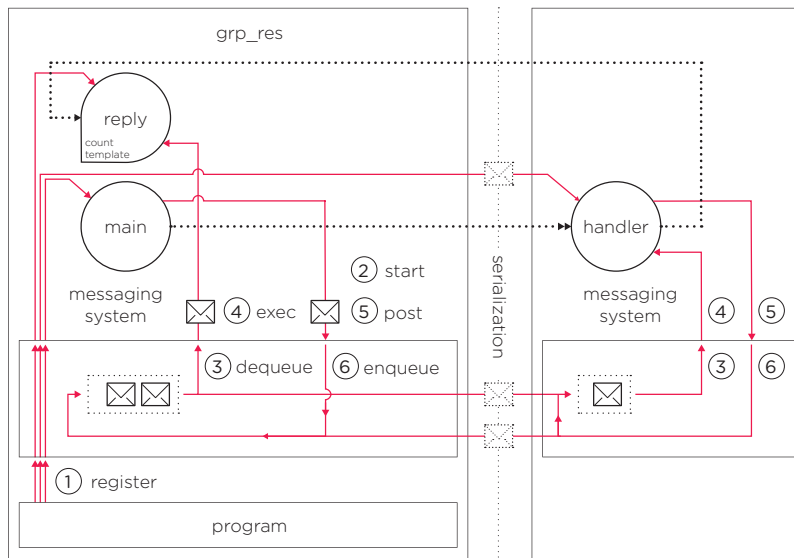 grp_res
reply
count
template
main
handler
② start
serialization
messaging
system
④ exec
⑤ post
messaging
system
④
⑤
③ dequeue
⑥ enqueue
③
⑥
① register
program